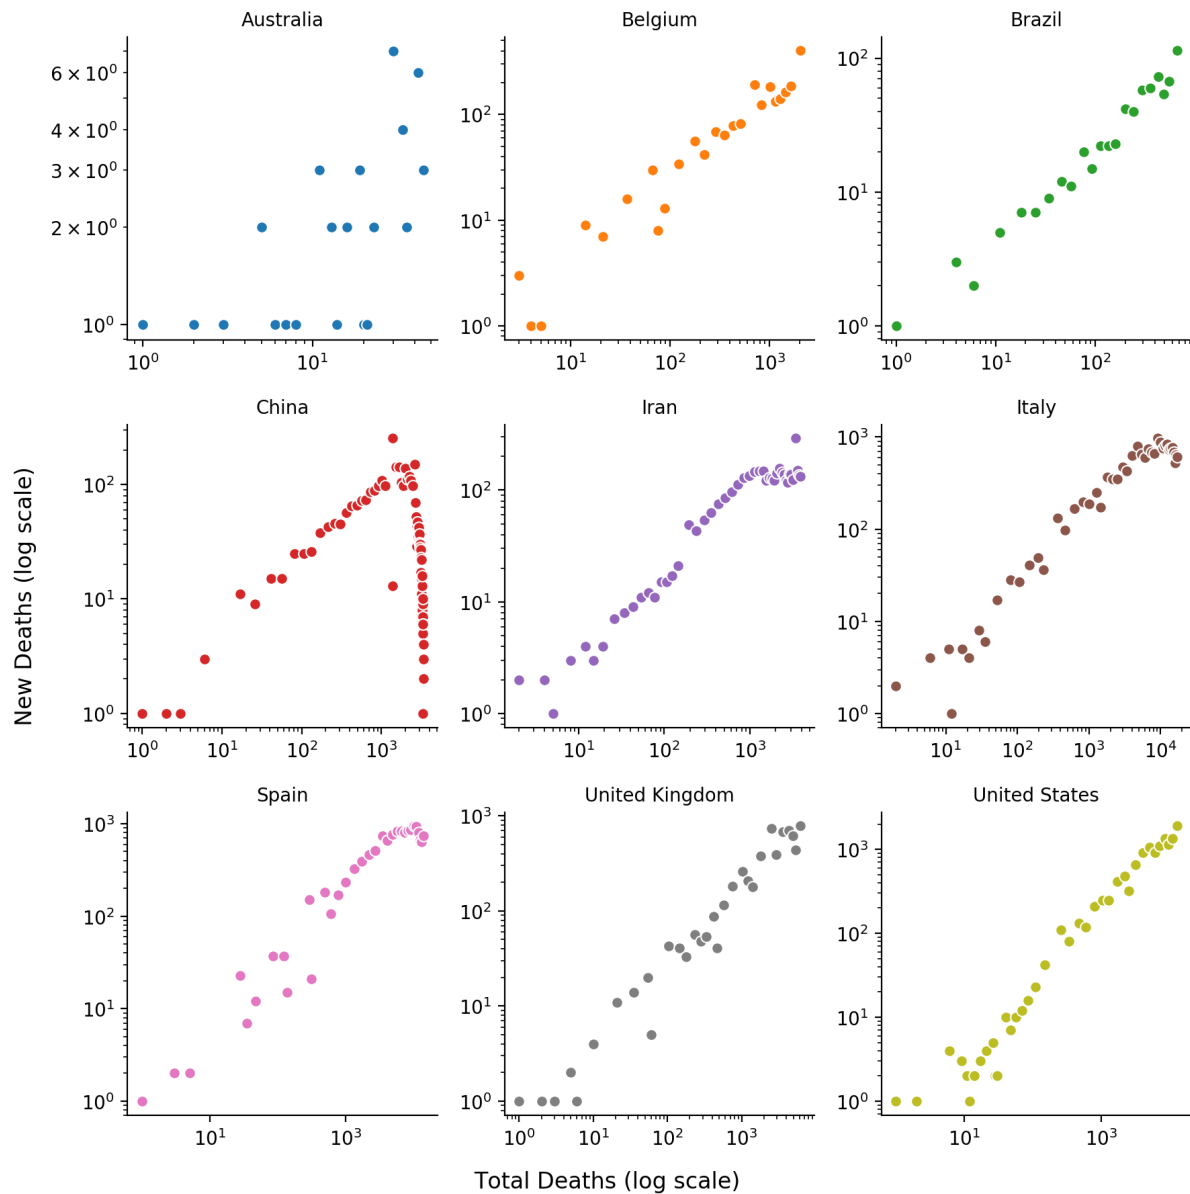 Australia
Belgium
Brazil
6 × 10⁰
4 × 10⁰
3 × 10⁰
2 × 10⁰
10⁰
10⁰ 10¹
10²
10¹
10⁰
10¹ 10² 10³
10²
10¹
10⁰
10⁰ 10¹ 10²
China
Iran
Italy
10²
10¹
10⁰
10⁰ 10¹ 10² 10³
10²
10¹
10⁰
10¹ 10² 10³
10³
10²
10¹
10⁰
10¹ 10² 10³ 10⁴
New Deaths (log scale)
Spain
United Kingdom
United States
10³
10²
10¹
10⁰
10¹ 10³
10³
10²
10¹
10⁰
10⁰ 10¹ 10² 10³
10³
10²
10¹
10⁰
10¹ 10³
Total Deaths (log scale)